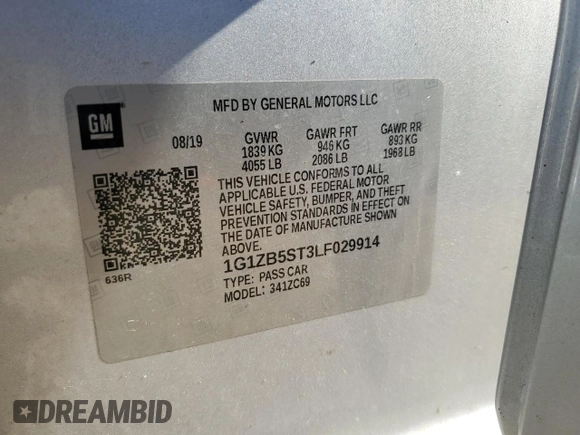 MFD BY GENERAL MOTORS LLC
GM
08/19 GVWR GAWR FRT GAWR RR
1839 KG 946 KG 893 KG
4055 LB 2086 LB 1968 LB
THIS VEHICLE CONFORMS TO ALL
APPLICABLE U.S. FEDERAL MOTOR
VEHICLE SAFETY, BUMPER, AND THEFT
PREVENTION STANDARDS IN EFFECT ON
THE DATE OF MANUFACTURE SHOWN
ABOVE.
636R
1G1ZB5ST3LF029914
TYPE: PASS CAR
MODEL: 341ZC69
DREAMBID